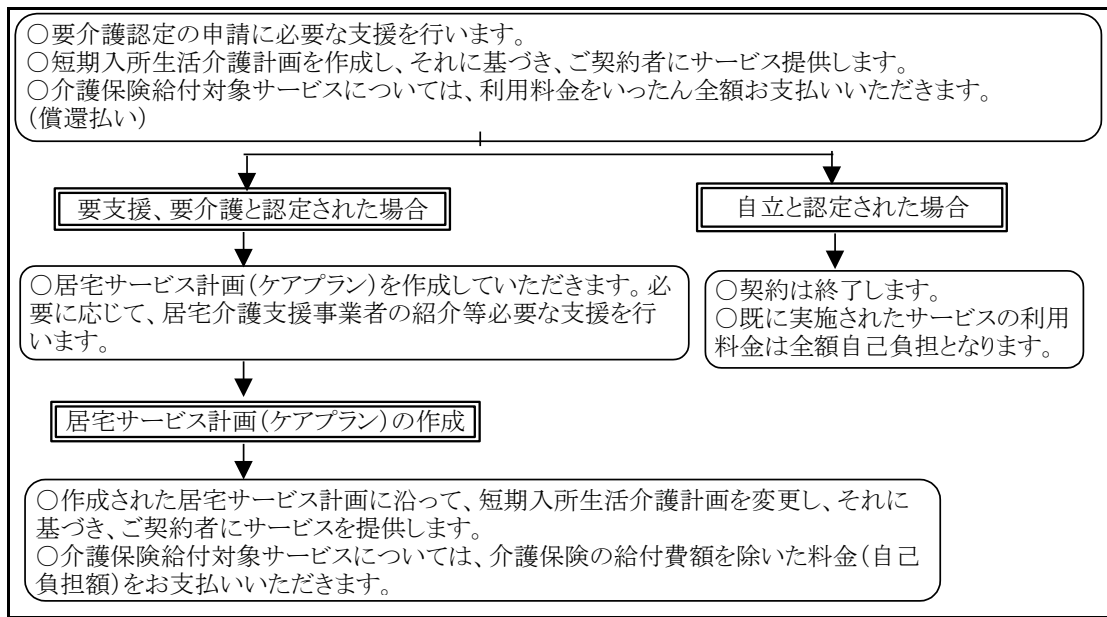 ○要介護認定の申請に必要な支援を行います。
○短期入所生活介護計画を作成し、それに基づき、ご契約者にサービス提供します。
○介護保険給付対象サービスについては、利用料金をいったん全額お支払いいただきます。
(償還払い)
要支援、要介護と認定された場合
自立と認定された場合
○居宅サービス計画(ケアプラン)を作成していただきます。必
要に応じて、居宅介護支援事業者の紹介等必要な支援を行
います。
○契約は終了します。
○既に実施されたサービスの利用
料金は全額自己負担となります。
居宅サービス計画(ケアプラン)の作成
○作成された居宅サービス計画に沿って、短期入所生活介護計画を変更し、それに
基づき、ご契約者にサービスを提供します。
○介護保険給付対象サービスについては、介護保険の給付費額を除いた料金(自己
負担額)をお支払いいただきます。